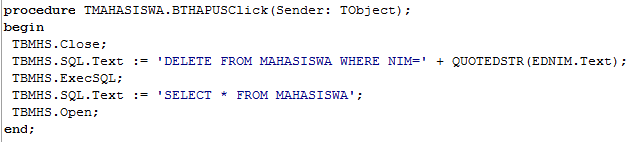 procedure TMAHASISWA.BTHAPUSClick(Sender: TObject);
begin
TBMHS.Close;
TBMHS.SQL.Text := 'DELETE FROM MAHASISWA WHERE NIM=' + QUOTEDSTR(EDNIM.Text);
TBMHS.ExecSQL;
TBMHS.SQL.Text := 'SELECT * FROM MAHASISWA';
TBMHS.Open;
end;